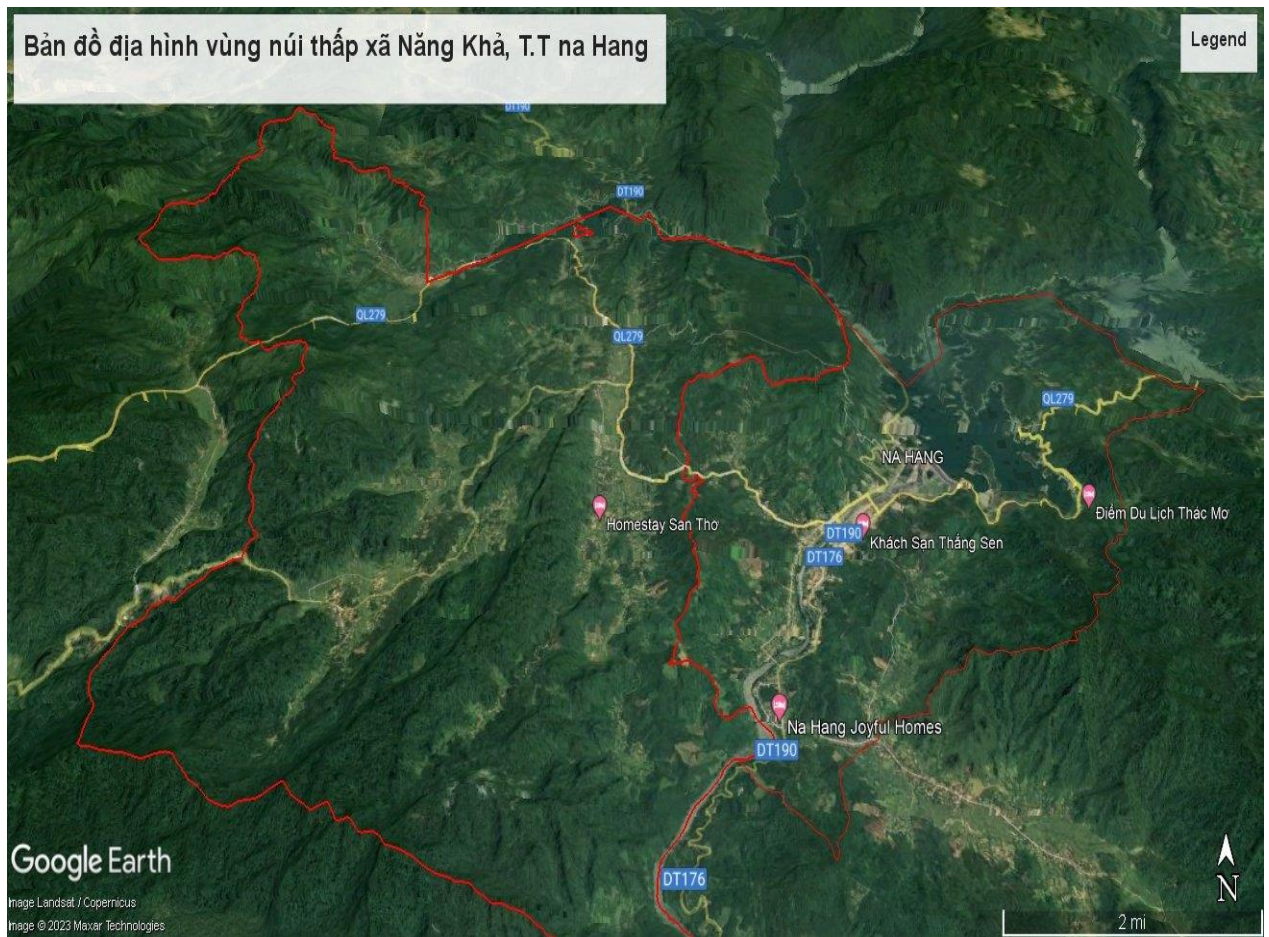 Bản đồ địa hình vùng núi thấp xã Năng Khả, T.T na Hang
Legend
DT190
DT190
QL279
QL279
QL279
NA HANG
Homestay San Thơ
Điểm Du Lịch Thác Mơ
DT190
Khách Sạn Thắng Sen
DT176
Na Hang Joyful Homes
DT190
Google Earth
DT176
N
Image Landsat / Copernicus
Image © 2023 Maxar Technologies
2 mi